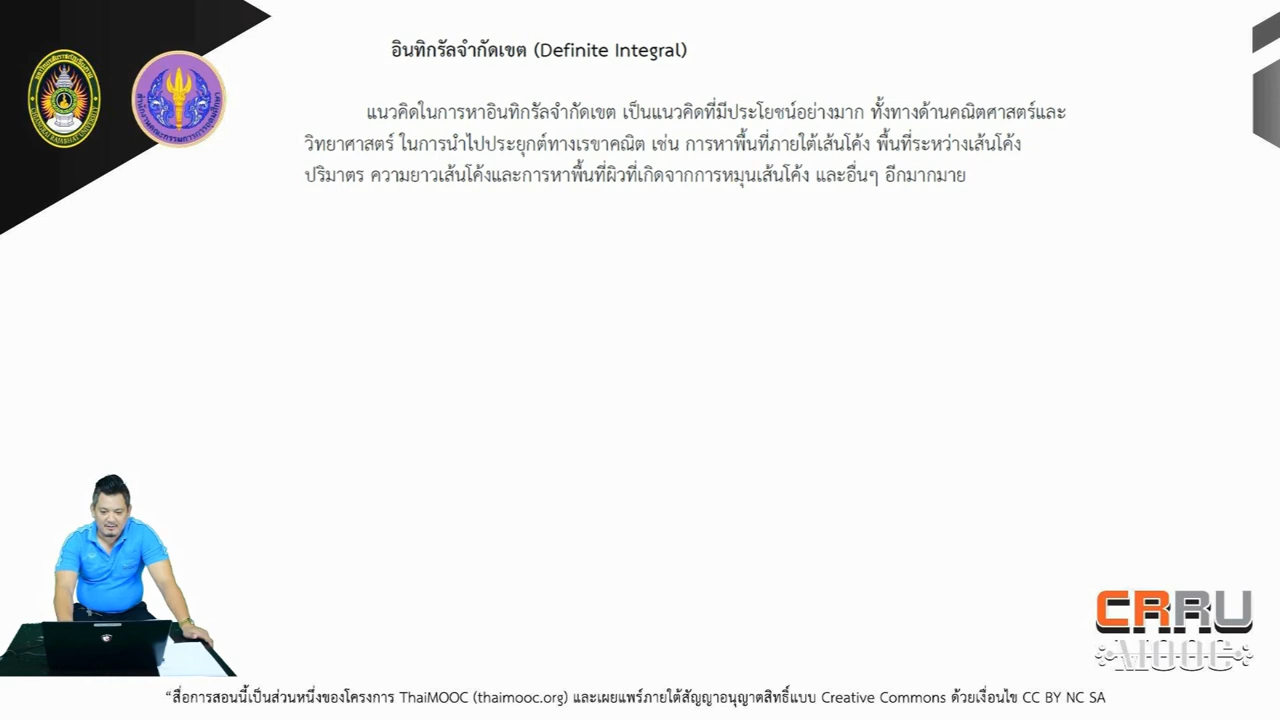 อินทิกรัลจำกัดเขต (Definite Integral)
แนวคิดในการหาอินทิกรัลจำกัดเขต เป็นแนวคิดที่มีประโยชน์อย่างมาก ทั้งทางด้านคณิตศาสตร์และ
วิทยาศาสตร์ ในการนำไปประยุกต์ทางเรขาคณิต เช่น การหาพื้นที่ภายใต้เส้นโค้ง พื้นที่ระหว่างเส้นโค้ง
ปริมาตร ความยาวเส้นโค้งและการหาพื้นที่ผิวที่เกิดจากการหมุนเส้นโค้ง และอื่นๆ อีกมากมาย
CRRU
MOOC
“สื่อการสอนนี้เป็นส่วนหนึ่งของโครงการ ThaiMOOC (thaimooc.org) และเผยแพร่ภายใต้สัญญาอนุญาตสิทธิ์แบบ Creative Commons ด้วยเงื่อนไข CC BY NC SA